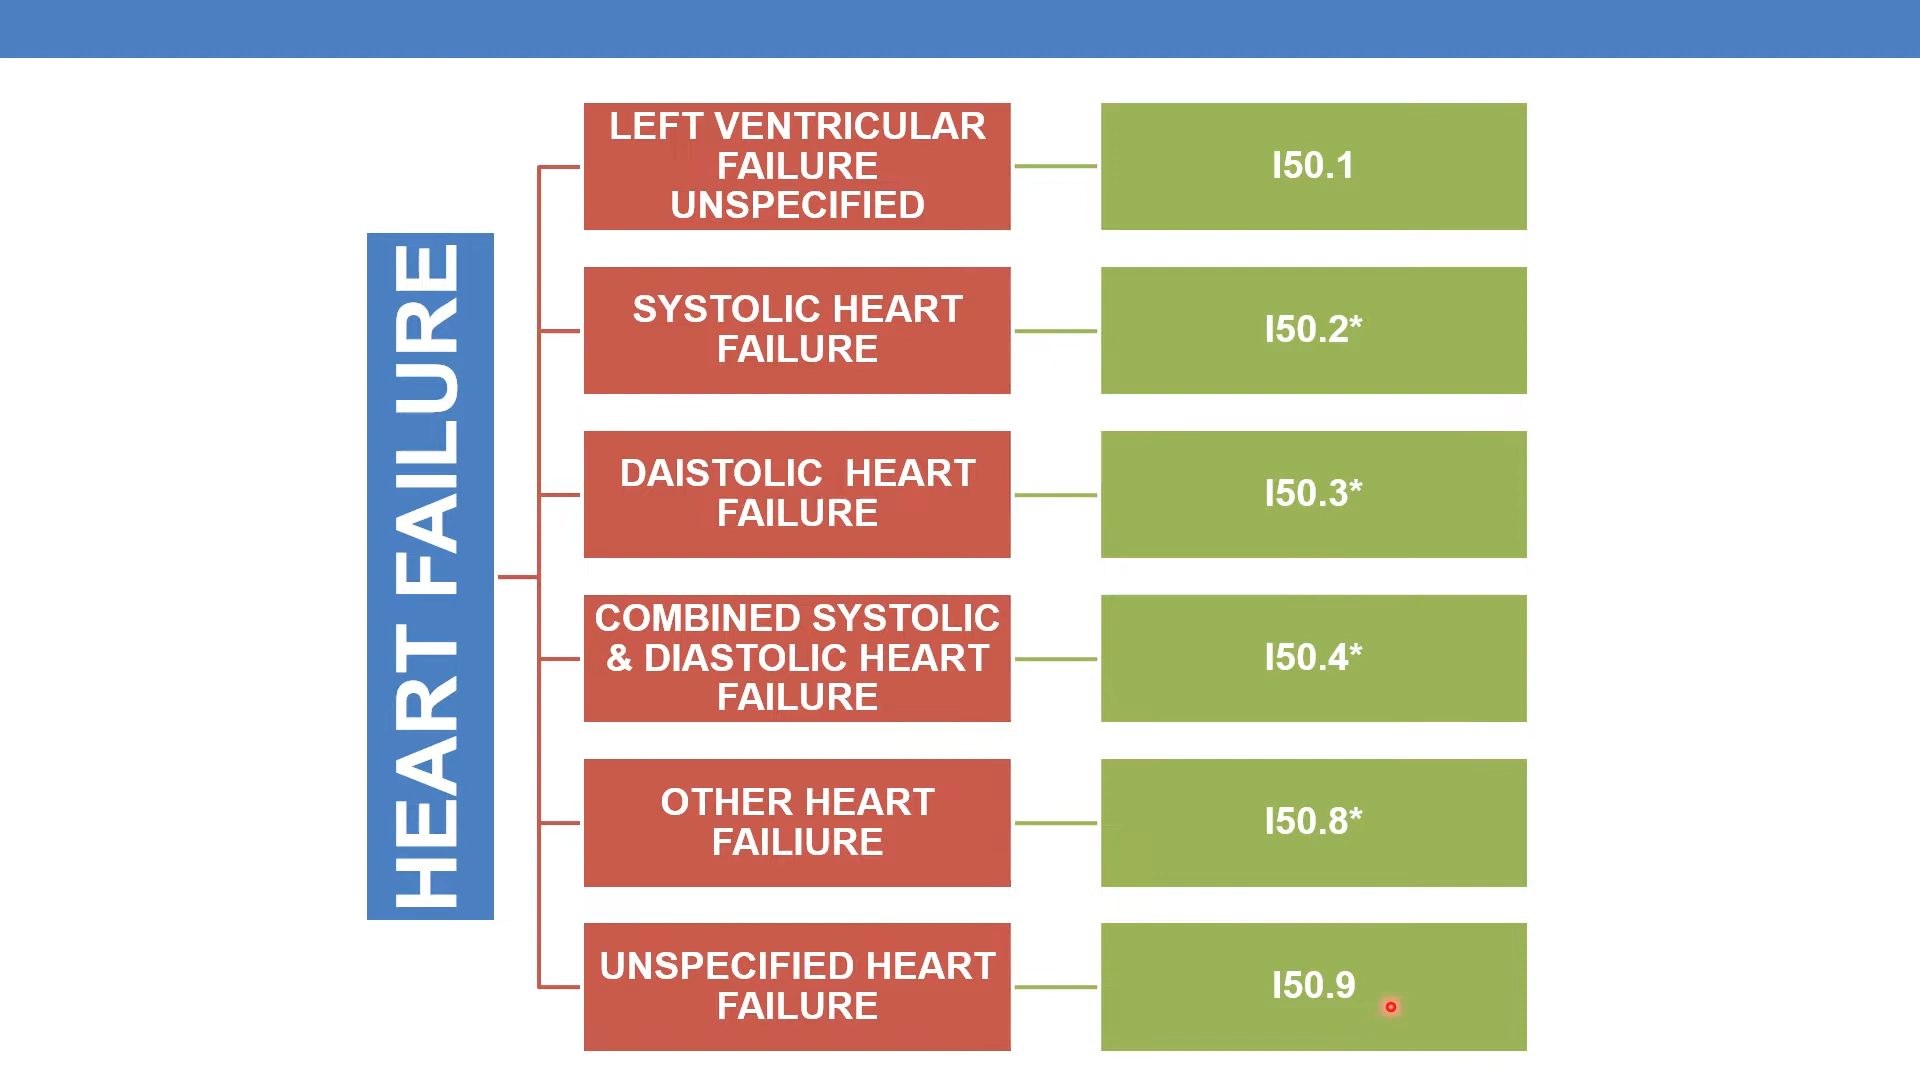 HEART FAILURE
LEFT VENTRICULAR
FAILURE
UNSPECIFIED
I50.1
SYSTOLIC HEART
FAILURE
I50.2*
DAISTOLIC HEART
FAILURE
I50.3*
COMBINED SYSTOLIC
& DIASTOLIC HEART
FAILURE
I50.4*
OTHER HEART
FAILIURE
I50.8*
UNSPECIFIED HEART
FAILURE
I50.9